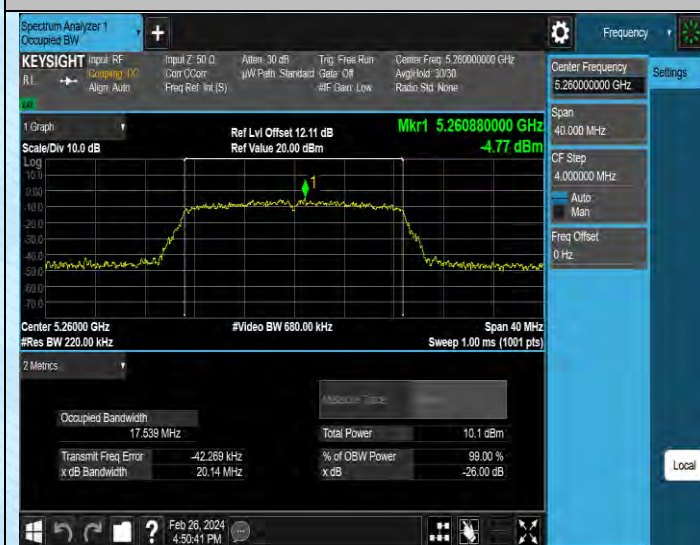 Spectrum Analyzer 1
Occupied BW
+
Frequency
KEYSIGHT
Input: RF
Coupling: DC
Align: Auto
Input Z: 50 Ω
Corr CCorr
Freq Ref: Int (S)
Atten: 30 dB
µW Path: Standard
Trig: Free Run
Gate: Off
#IF Gain: Low
Center Freq: 5.260000000 GHz
Avg|Hold: 30/30
Radio Std: None
Center Frequency
5.260000000 GHz
Settings
Span
40.000 MHz
CF Step
4.000000 MHz
Auto
Man
Freq Offset
0 Hz
1 Graph
Scale/Div 10.0 dB
Ref Lvl Offset 12.11 dB
Ref Value 20.00 dBm
Mkr1 5.260880000 GHz
-4.77 dBm
Log
10.0
0.00
-10.0
-20.0
-30.0
-40.0
-50.0
-60.0
-70.0
1
Center 5.26000 GHz
#Res BW 220.00 kHz
#Video BW 680.00 kHz
Span 40 MHz
Sweep 1.00 ms (1001 pts)
2 Metrics
Measure Trace
Occupied Bandwidth
17.539 MHz
Total Power 10.1 dBm
Transmit Freq Error -42.269 kHz
% of OBW Power 99.00 %
x dB Bandwidth 20.14 MHz
x dB -26.00 dB
Local
?
Feb 26, 2024
4:50:41 PM